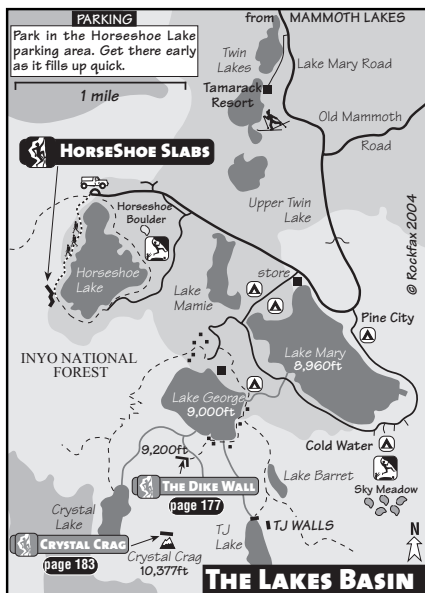 PARKING
Park in the Horseshoe Lake
parking area. Get there early
as it fills up quick.
1 mile
from MAMMOTH LAKES
Twin
Lakes
Lake Mary Road
Tamarack
Resort
Old Mammoth
Road
HORSESHOE SLABS
Upper Twin
Lake
Horseshoe
Boulder
Horseshoe
Lake
© Rockfax 2004
store
Lake
Mamie
Pine City
INYO NATIONAL
FOREST
Lake Mary
8,960ft
Lake George
9,000ft
9,200ft
Cold Water
THE DIKE WALL
page 177
Lake Barret
Sky Meadow
Crystal
Lake
TJ WALLS
TJ
Lake
N
CRYSTAL CRAG
page 183
Crystal Crag
10,377ft
THE LAKES BASIN